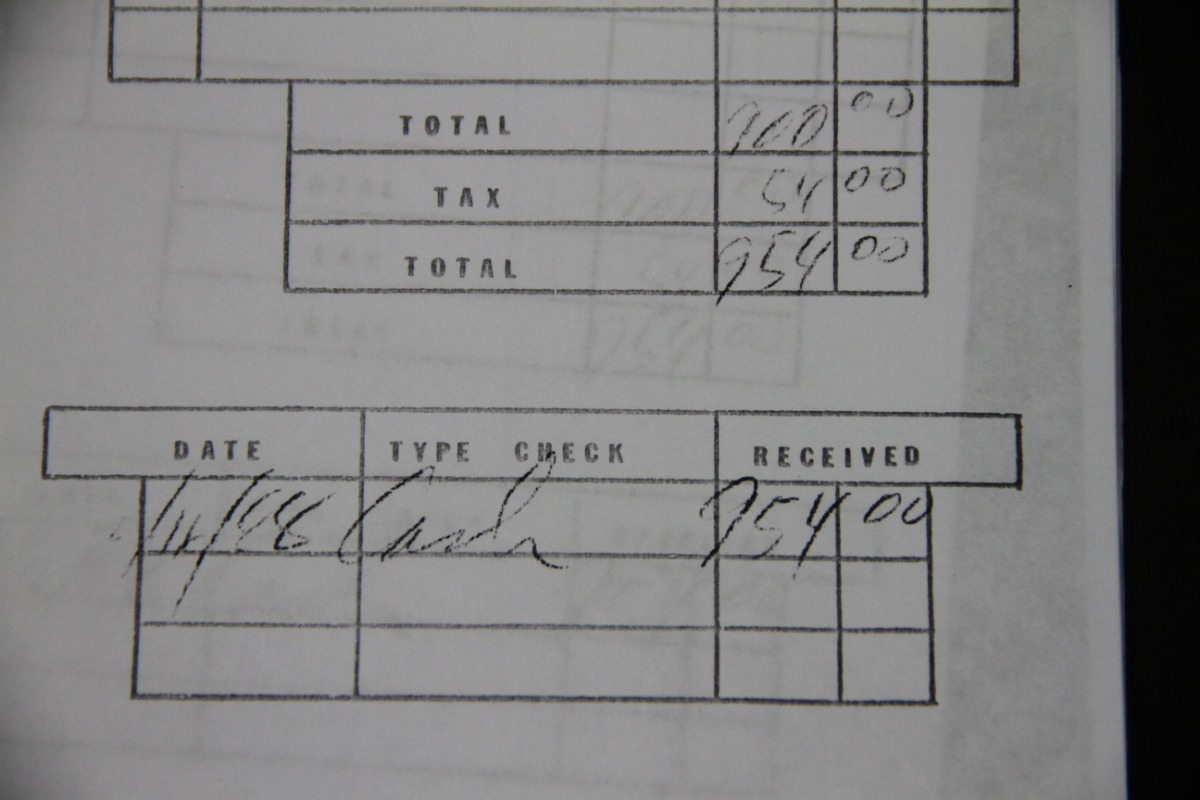 TOTAL 900 00
TAX 54 00
TOTAL 954 00
DATE TYPE CHECK RECEIVED
Cash 954 00